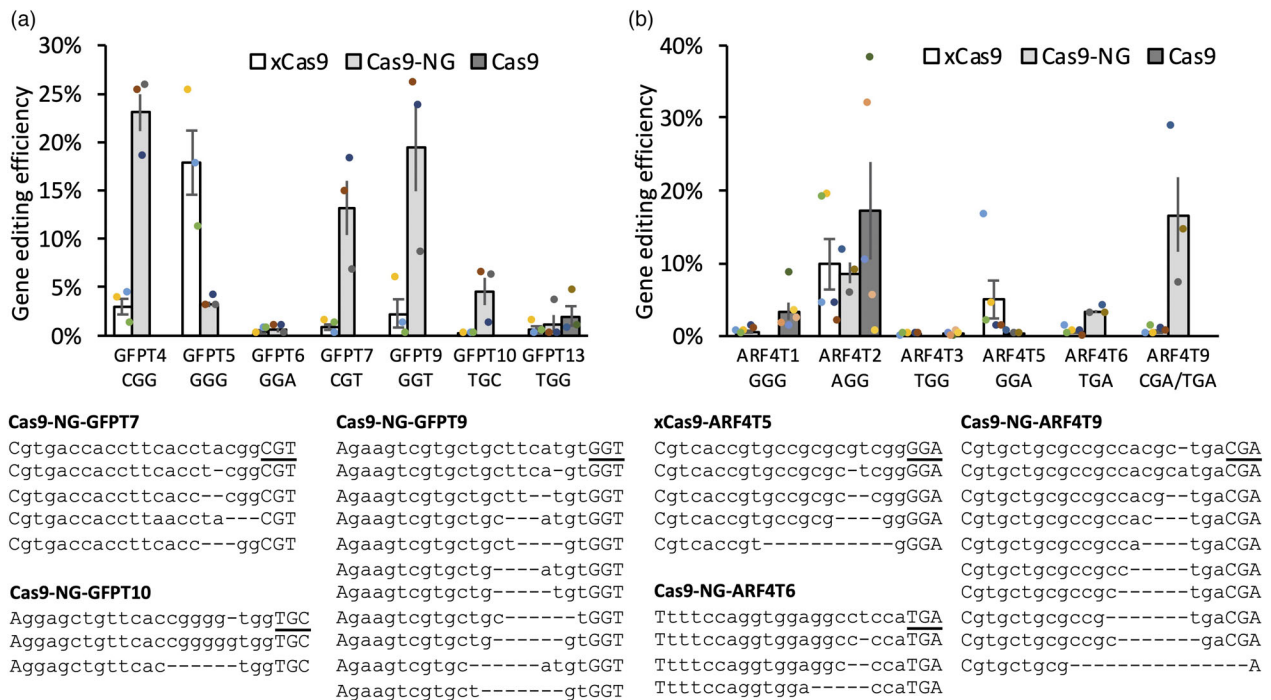 (a)
30%
25%
20%
15%
10%
5%
0%
Gene editing efficiency
xCas9 Cas9-NG Cas9
GFPT4 GFPT5 GFPT6 GFPT7 GFPT9 GFPT10 GFPT13
CGG GGG GGA CGT GGT TGC TGG
(b)
40%
30%
20%
10%
0%
Gene editing efficiency
xCas9 Cas9-NG Cas9
ARF4T1 ARF4T2 ARF4T3 ARF4T5 ARF4T6 ARF4T9
GGG AGG TGG GGA TGA CGA/TGA
Cas9-NG-GFPT7
CgtgaccaccttcacctacggCGT
Cgtgaccaccttcacct-cggCGT
Cgtgaccaccttcacc--cggCGT
Cgtgaccaccttaaccta---CGT
Cgtgaccaccttcacc---ggCGT
Cas9-NG-GFPT10
Aggagctgttcaccgggg-tggTGC
AggagctgttcaccgggggtggTGC
Aggagctgttcac------tggTGC
Cas9-NG-GFPT9
AgaagtcgtgctgcttcatgtGGT
Agaagtcgtgctgcttca-gtGGT
Agaagtcgtgctgctt--tgtGGT
Agaagtcgtgctgc---atgtGGT
Agaagtcgtgctgct----gtGGT
Agaagtcgtgctg----atgtGGT
Agaagtcgtgctg-----tgtGGT
Agaagtcgtgctgc------tGGT
Agaagtcgtgctg------gtGGT
Agaagtcgtgc------atgtGGT
Agaagtcgtgct-------gtGGT
xCas9-ARF4T5
CgtcaccgtgccgcgcgtcggGGA
Cgtcaccgtgccgcgc-tcggGGA
Cgtcaccgtgccgcgc--cggGGA
Cgtcaccgtgccgcg----ggGGA
Cgtcaccgt-----------gGGA
Cas9-NG-ARF4T6
TtttccaggtggaggcctccaTGA
Ttttccaggtggaggcc-ccaTGA
Ttttccaggtggaggc--ccaTGA
Ttttccaggtgga-----ccaTGA
Cas9-NG-ARF4T9
Cgtgctgcgccgccacgc-tgaCGA
CgtgctgcgccgccacgcatgaCGA
Cgtgctgcgccgccacg--tgaCGA
Cgtgctgcgccgccac---tgaCGA
Cgtgctgcgccgcca----tgaCGA
Cgtgctgcgccgcc-----tgaCGA
Cgtgctgcgccgc------tgaCGA
Cgtgctgcgccgc-------gaCGA
Cgtgctgcgccg--------gaCGA
Cgtgctgcg---------------A